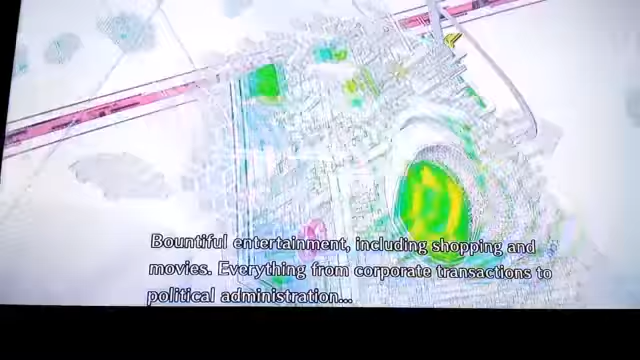 Bountiful entertainment, including shopping and
movies. Everything from corporate transactions to
political administration...